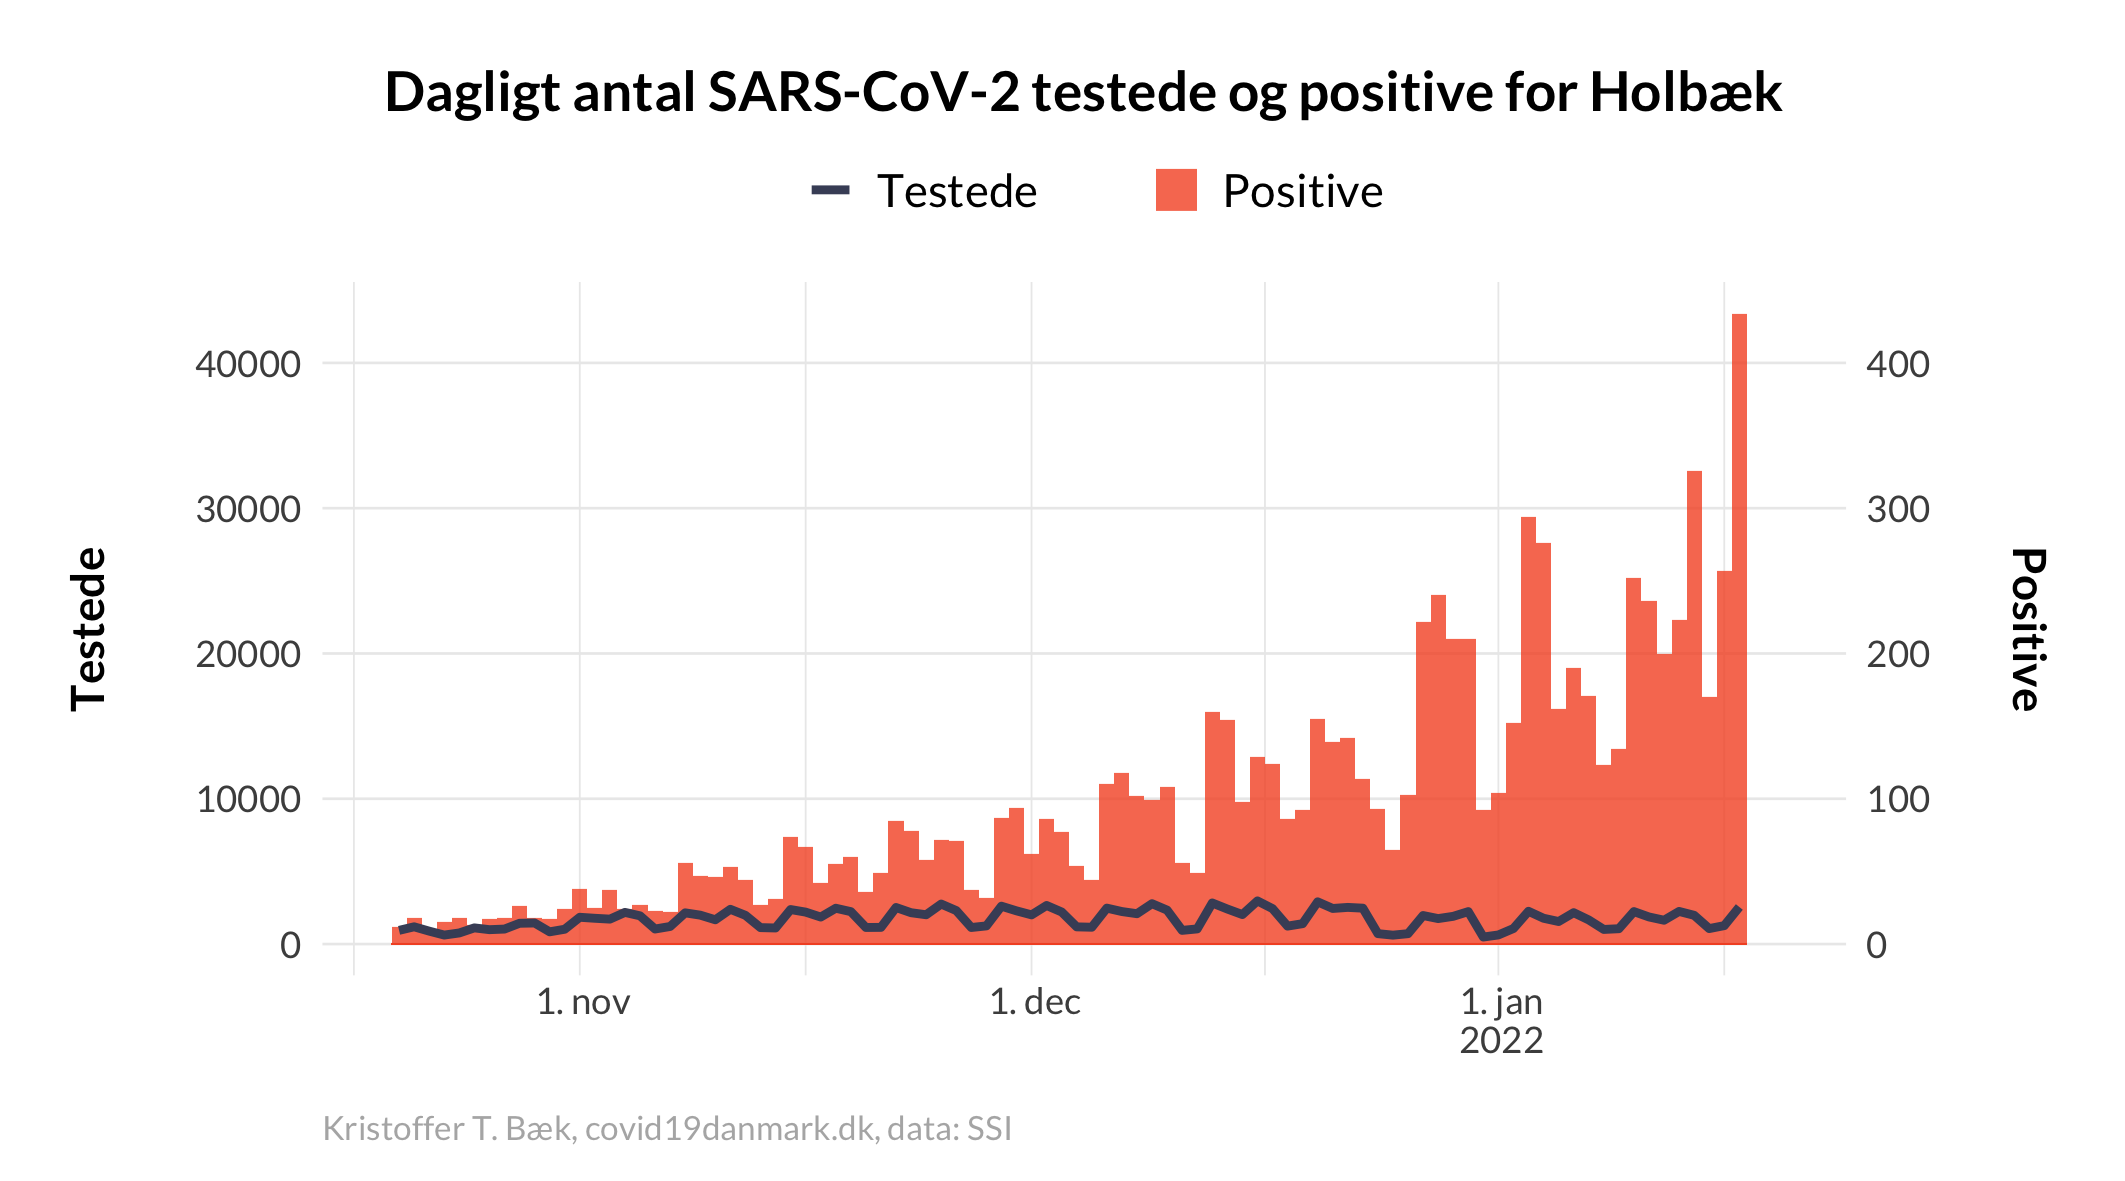 Dagligt antal SARS-CoV-2 testede og positive for Holbæk
Testede
Positive
Testede
40000
30000
20000
10000
0
400
300
200
100
0
Positive
1. nov
1. dec
1. jan
2022
Kristoffer T. Bæk, covid19danmark.dk, data: SSI